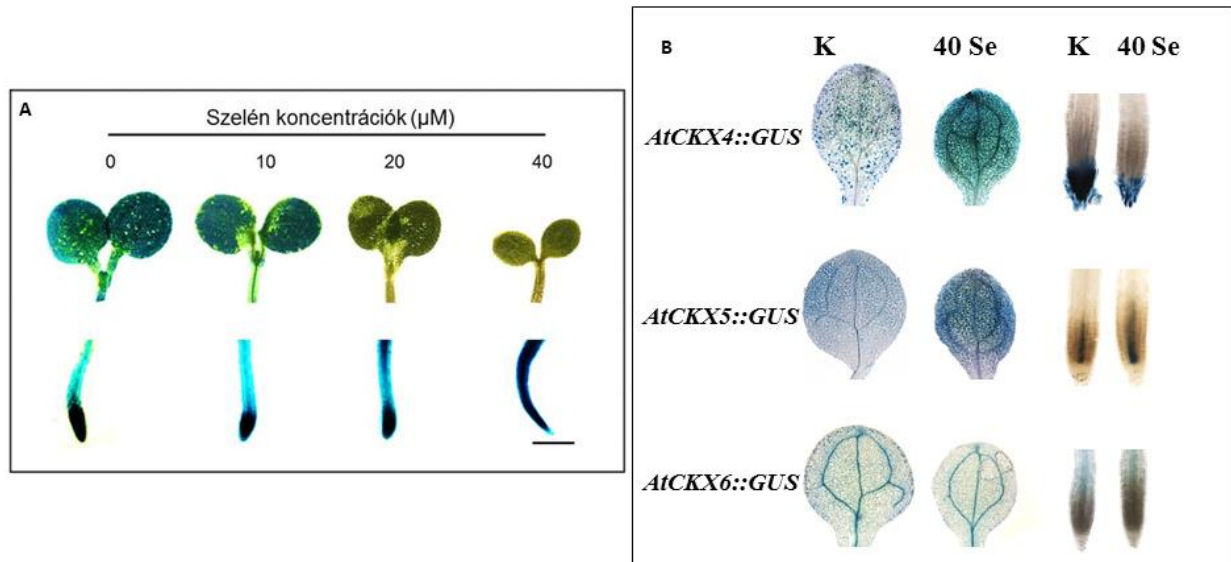 A
Szelén koncentrációk (µM)
0 10 20 40
B
K 40 Se K 40 Se
AtCKX4::GUS
AtCKX5::GUS
AtCKX6::GUS